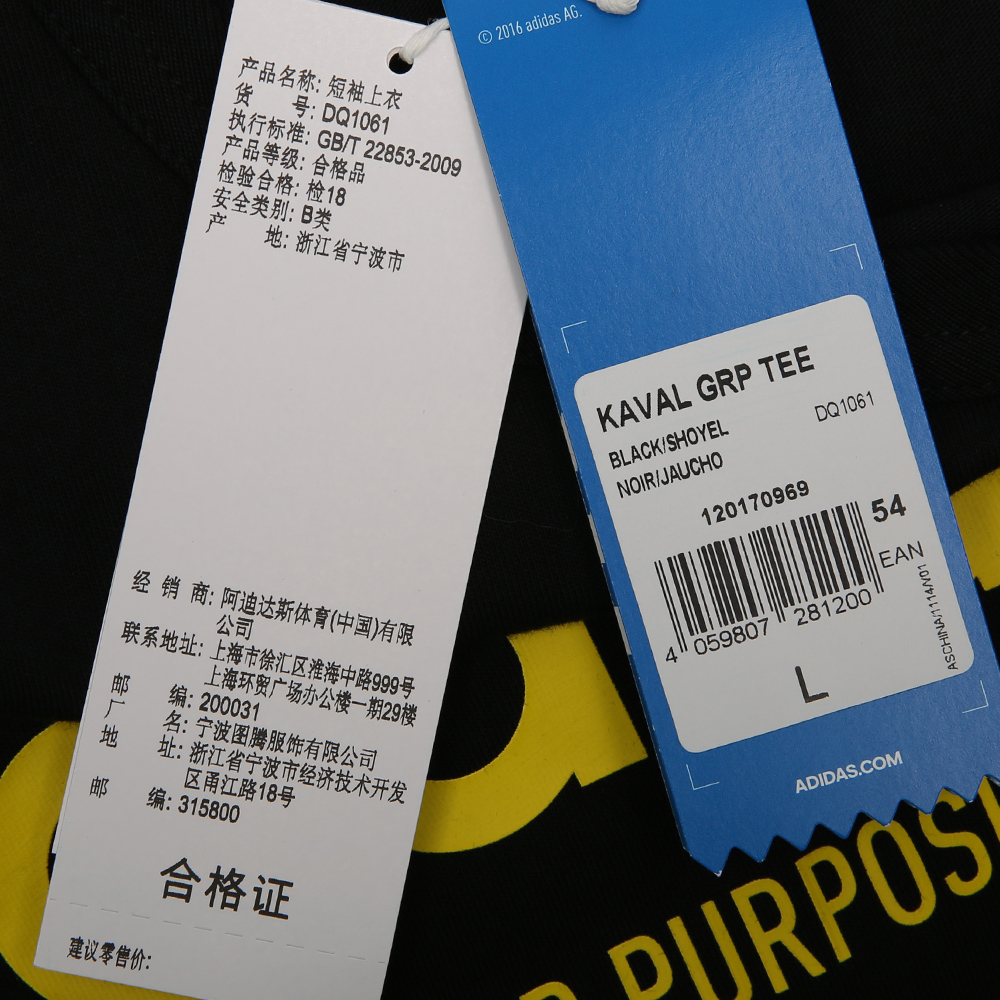 产品名称: 短袖上衣
货 号: DQ1061
执行标准: GB/T 22853-2009
产品等级: 合格品
检验合格: 检18
安全类别: B类
产 地: 浙江省宁波市
经 销 商: 阿迪达斯体育(中国)有限
公司
联系地址: 上海市徐汇区淮海中路999号
上海环贸广场办公楼一期29楼
邮 编: 200031
厂 名: 宁波图腾服饰有限公司
地 址: 浙江省宁波市经济技术开发
区甬江路18号
邮 编: 315800
合格证
建议零售价:
© 2016 adidas AG.
KAVAL GRP TEE
DQ1061
BLACK/SHOYEL
NOIR/JAUCHO
120170969
54
EAN
4 059807 281200
ASCHINA/1114/V01
L
ADIDAS.COM
PURPOS